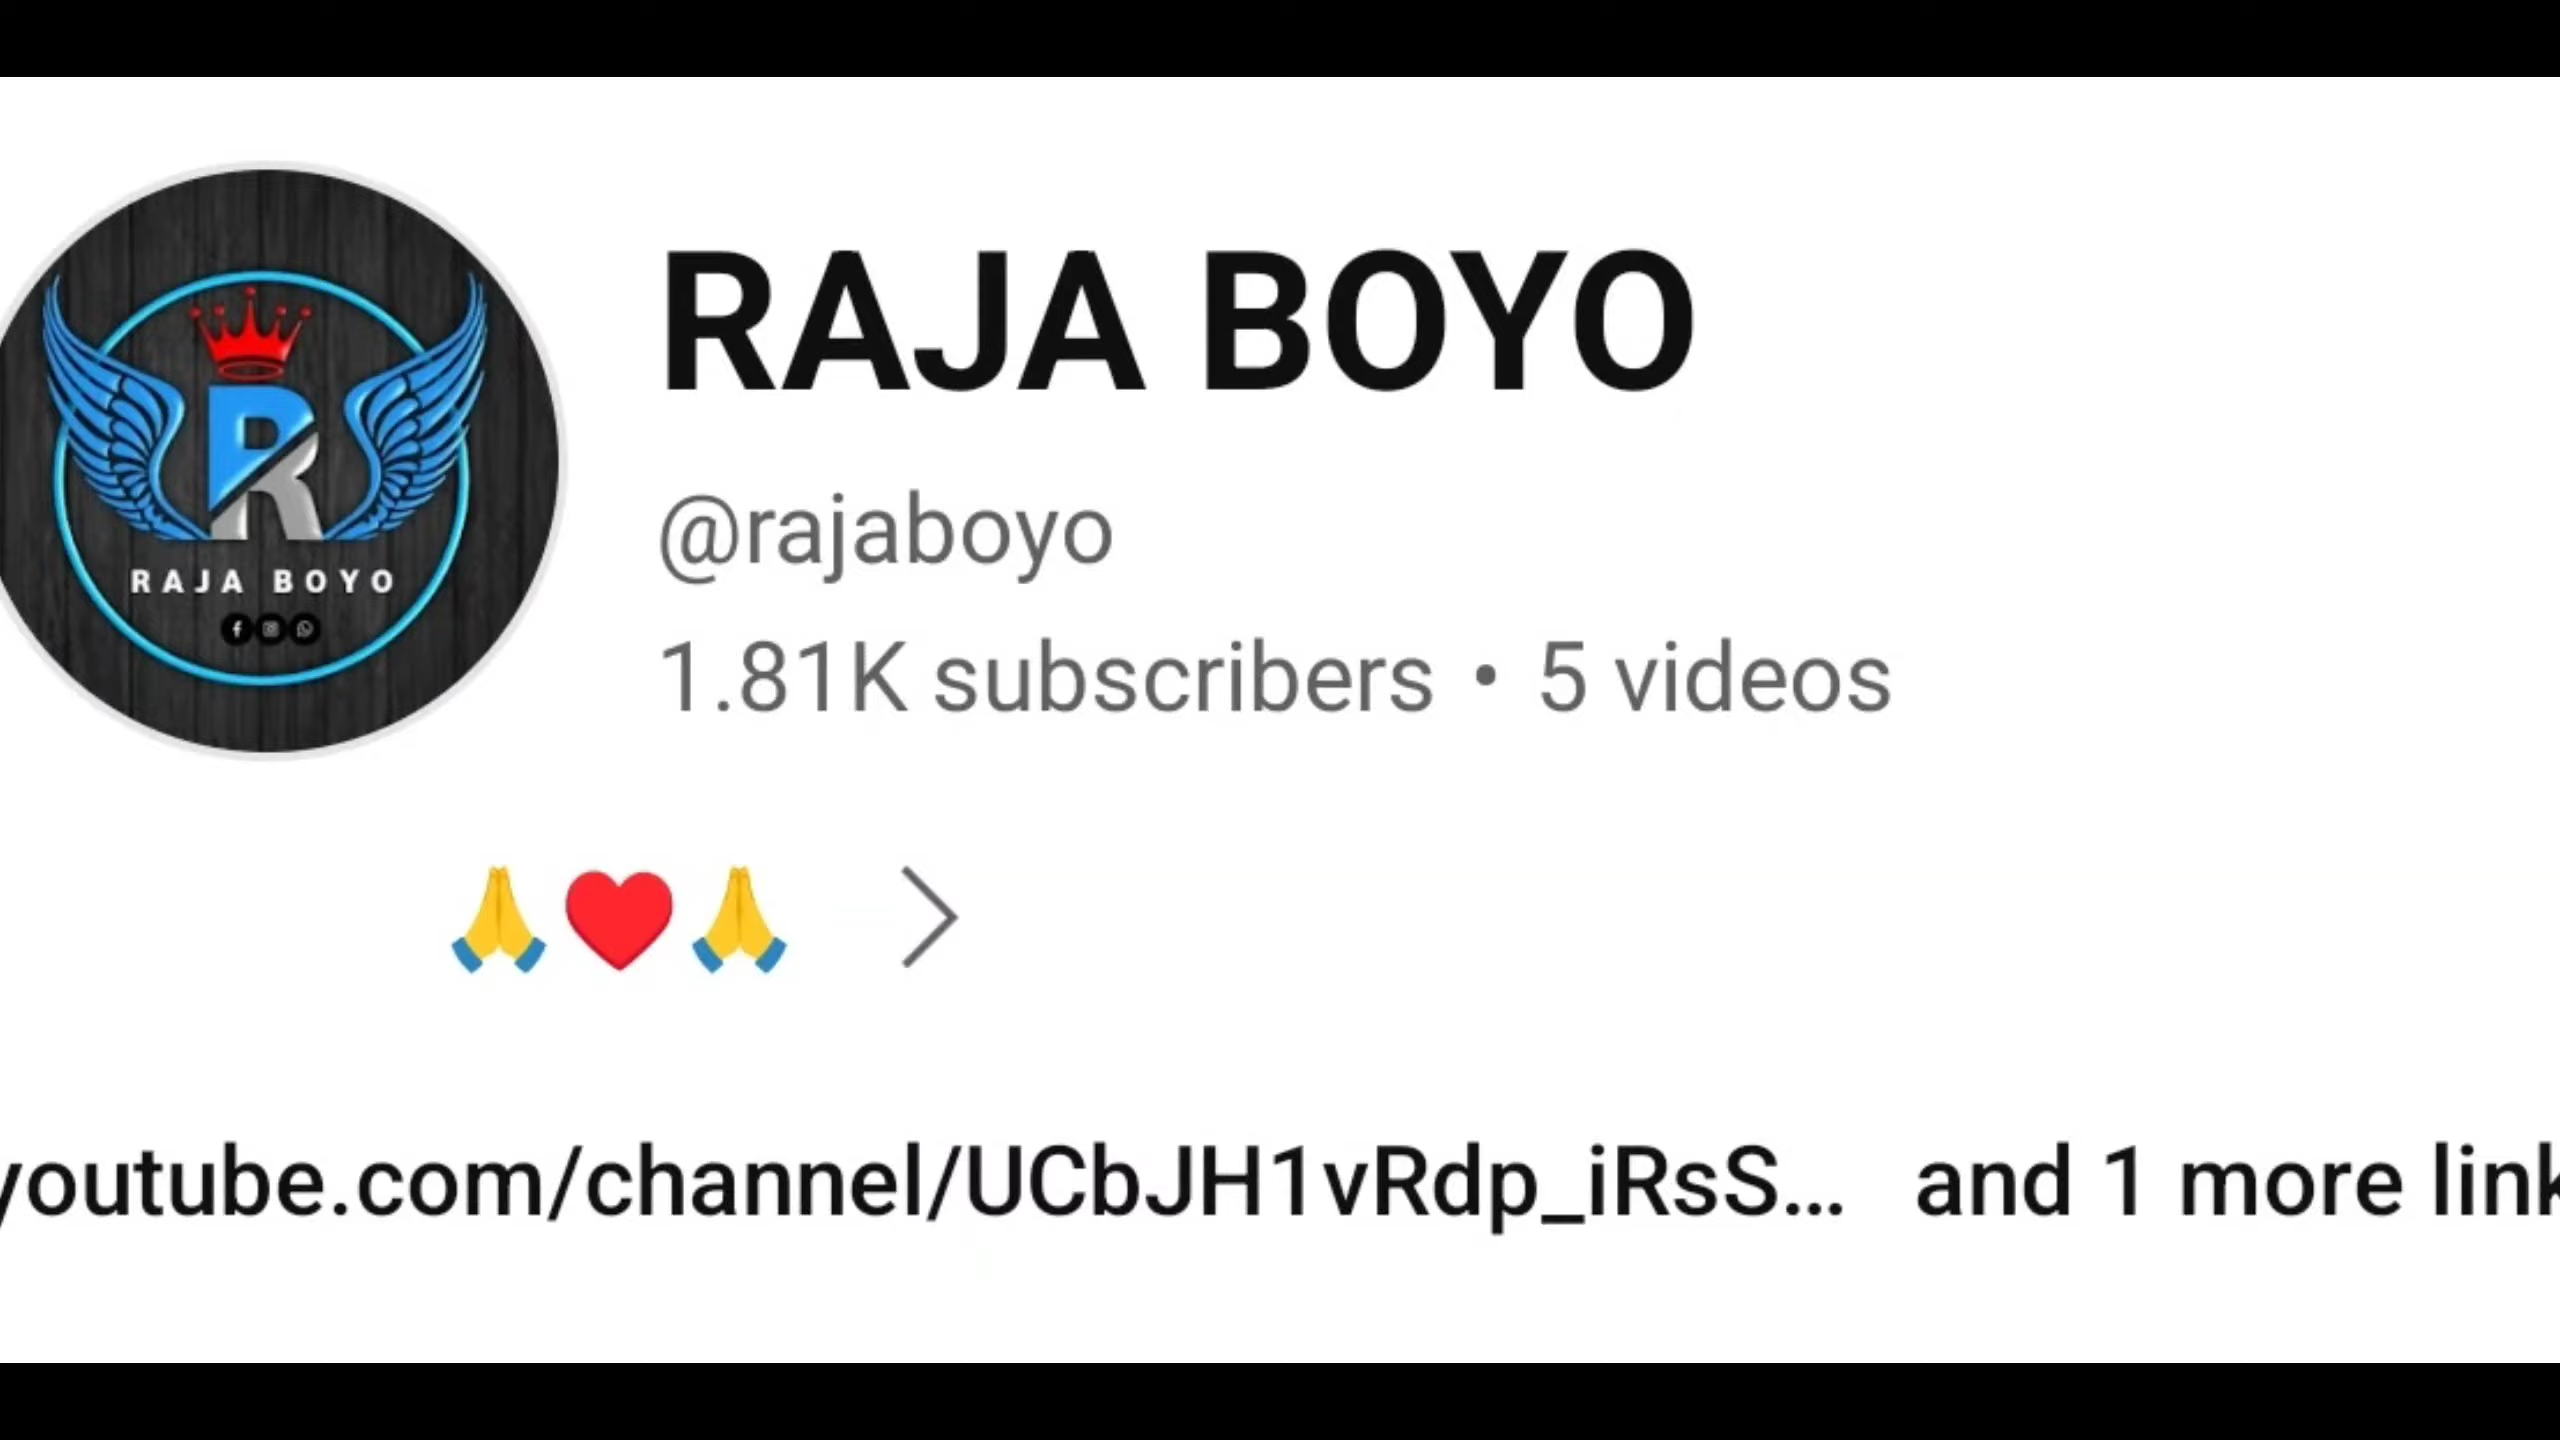 R
RAJA BOYO
RAJA BOYO
@rajaboyo
1.81K subscribers • 5 videos
🙏♥️🙏
youtube.com/channel/UCbJH1vRdp_iRsS... and 1 more link